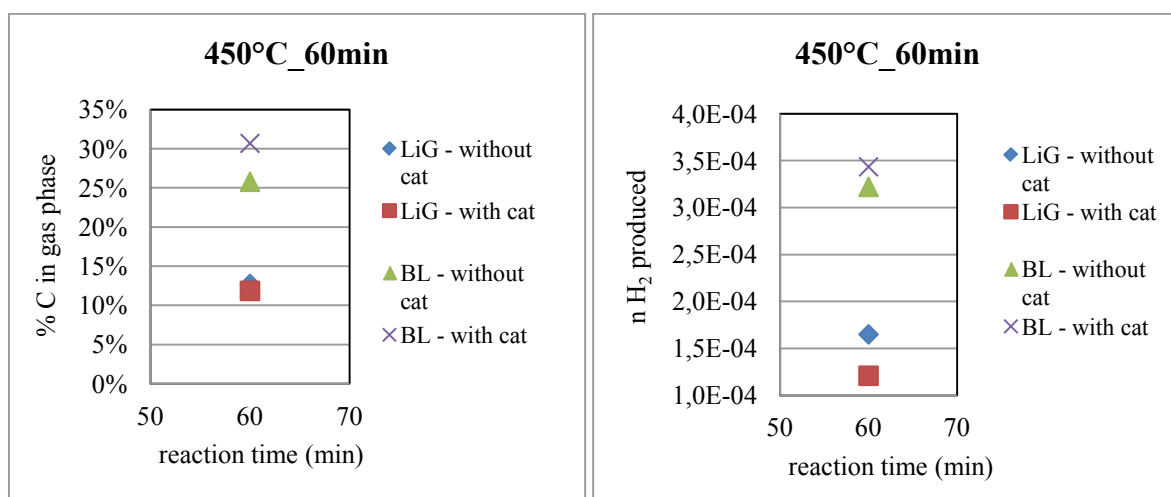 450°C_60min
35%
30%
25%
20%
15%
10%
5%
0%
% C in gas phase
50 60 70
reaction time (min)
LiG - without
cat
LiG - with cat
BL - without
cat
BL - with cat
450°C_60min
4,0E-04
3,5E-04
3,0E-04
2,5E-04
2,0E-04
1,5E-04
1,0E-04
n H₂ produced
50 60 70
reaction time (min)
LiG - without
cat
LiG - with cat
BL - without
cat
BL - with cat